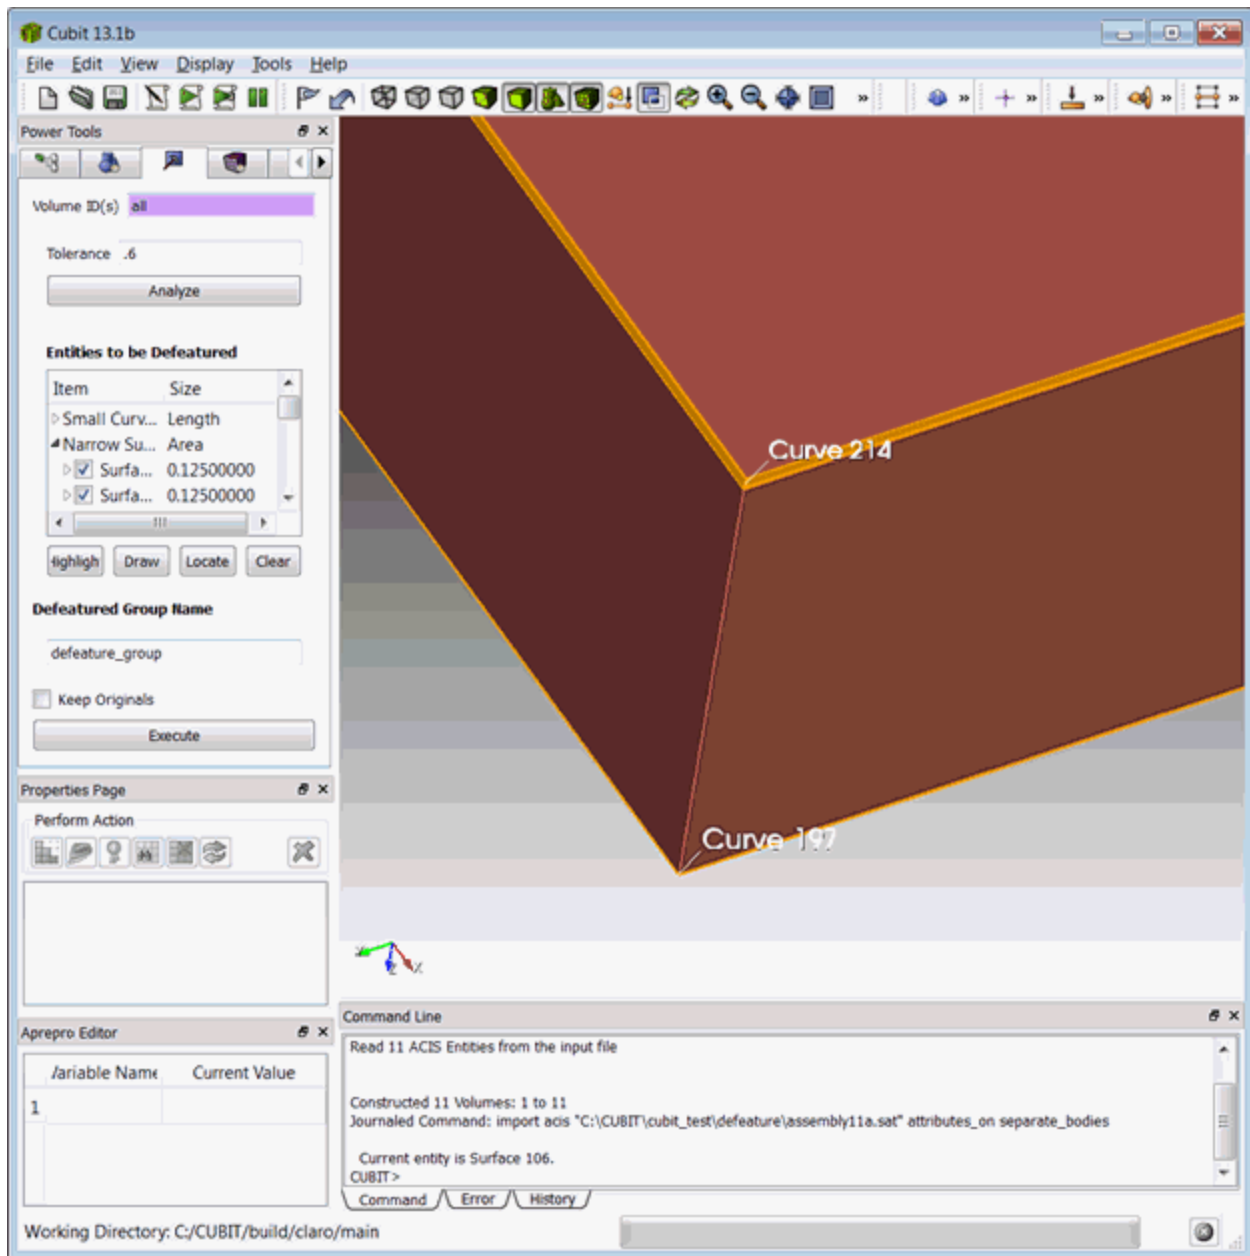 Cubit 13.1b
File Edit View Display Tools Help
Power Tools
Volume ID(s) all
Tolerance .6
Analyze
Entities to be Defeatured
Item Size
Small Curv... Length
Narrow Su... Area
Surfa... 0.12500000
Surfa... 0.12500000
Highligh Draw Locate Clear
Defeatured Group Name
defeature_group
Keep Originals
Execute
Curve 214
Curve 197
Z X
Properties Page
Perform Action
Aprepro Editor
Variable Name Current Value
1
Command Line
Read 11 ACIS Entities from the input file
Constructed 11 Volumes: 1 to 11
Journaled Command: import acis "C:\CUBIT\cubit_test\defeature\assembly11a.sat" attributes_on separate_bodies
Current entity is Surface 106.
CUBIT>
Command Error History
Working Directory: C:/CUBIT/build/claro/main